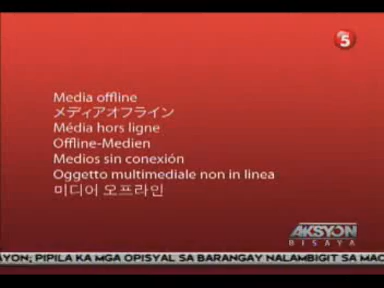 5
Media offline
メディアオフライン
Média hors ligne
Offline-Medien
Medios sin conexión
Oggetto multimediale non in linea
미디어 오프라인
AKSYON
BISAYA
YON; PIPILA KA MGA OPISYAL SA BARANGAY NALAMBIGIT SA MAC